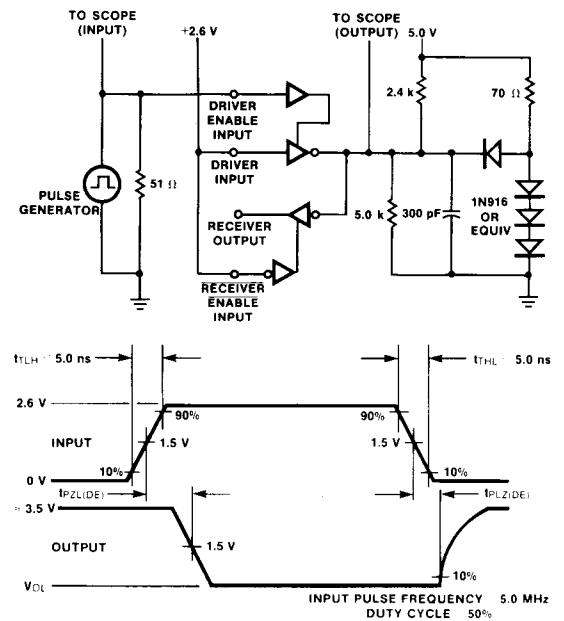 TO SCOPE
(INPUT)
+2.6 V
TO SCOPE
(OUTPUT)
5.0 V
2.4 k
70 Ω
DRIVER
ENABLE
INPUT
DRIVER
INPUT
51 Ω
PULSE
GENERATOR
RECEIVER
OUTPUT
5.0 k
300 pF
1N916
OR
EQUIV
RECEIVER
ENABLE
INPUT
tTLH 5.0 ns
tTHL 5.0 ns
2.6 V
90%
90%
INPUT
1.5 V
1.5 V
10%
10%
0 V
tPZL(DE)
tPLZ(DE)
≈ 3.5 V
OUTPUT
1.5 V
10%
VOL
INPUT PULSE FREQUENCY 5.0 MHz
DUTY CYCLE 50%